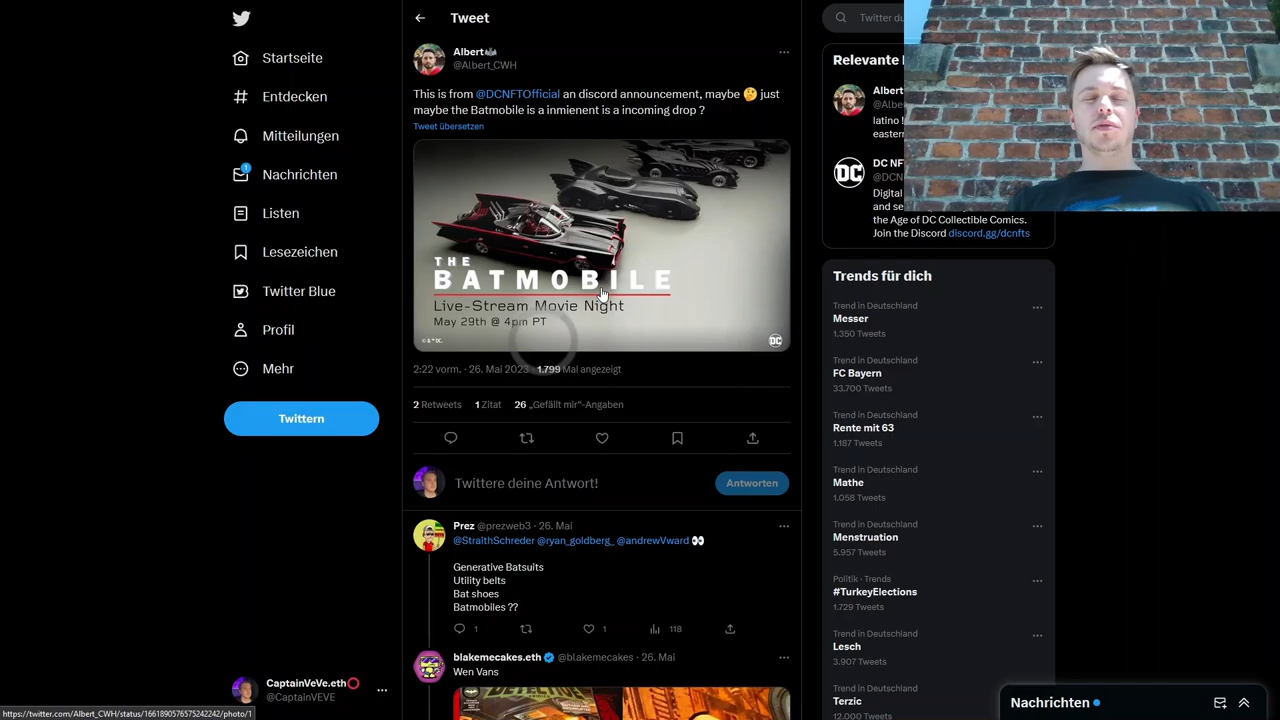 Startseite
Entdecken
Mitteilungen
1
Nachrichten
Listen
Lesezeichen
Twitter Blue
Profil
Mehr
Twittern
CaptainVeVe.eth
@CaptainVEVE
https://twitter.com/Albert_CWH/status/1661890576575242242/photo/1
Tweet
Albert
@Albert_CWH
This is from @DCNFTOfficial an discord announcement, maybe 🤔 just
maybe the Batmobile is a inmienent is a incoming drop ?
Tweet übersetzen
THE
BATMOBILE
Live-Stream Movie Night
May 29th @ 4pm PT
DC
2:22 vorm. · 26. Mai 2023 · 1.799 Mal angezeigt
2 Retweets 1 Zitat 26 „Gefällt mir“-Angaben
Twittere deine Antwort!
Antworten
Prez @prezweb3 · 26. Mai
@StraithSchreder @ryan_goldberg_ @andrewVward 👀
Generative Batsuits
Utility belts
Bat shoes
Batmobiles ??
1 1 118
blakemecakes.eth @blakemecakes · 26. Mai
Wen Vans
Twitter du
Relevante
Albert
@Albe
latino !
eastern
DC
DC NF
@DCN
Digital
and se
the Age of DC Collectible Comics.
Join the Discord discord.gg/dcnfts
Trends für dich
Trend in Deutschland
Messer
1.350 Tweets
Trend in Deutschland
FC Bayern
33.700 Tweets
Trend in Deutschland
Rente mit 63
1.187 Tweets
Trend in Deutschland
Mathe
1.058 Tweets
Trend in Deutschland
Menstruation
5.957 Tweets
Politik · Trends
#TurkeyElections
1.729 Tweets
Trend in Deutschland
Lesch
3.907 Tweets
Trend in Deutschland
Terzic
12.000 Tweets
Nachrichten